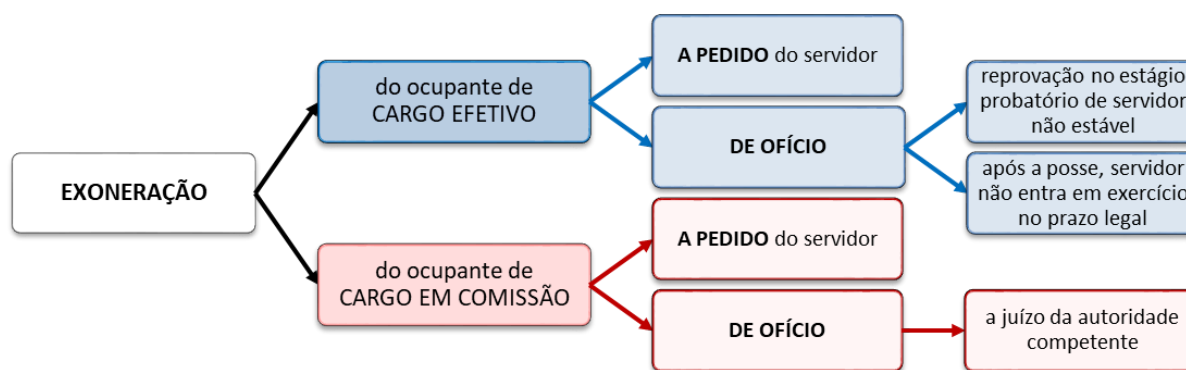 EXONERAÇÃO
do ocupante de
CARGO EFETIVO
A PEDIDO do servidor
DE OFÍCIO
reprovação no estágio
probatório de servidor
não estável
após a posse, servidor
não entra em exercício
no prazo legal
do ocupante de
CARGO EM COMISSÃO
A PEDIDO do servidor
DE OFÍCIO
a juízo da autoridade
competente